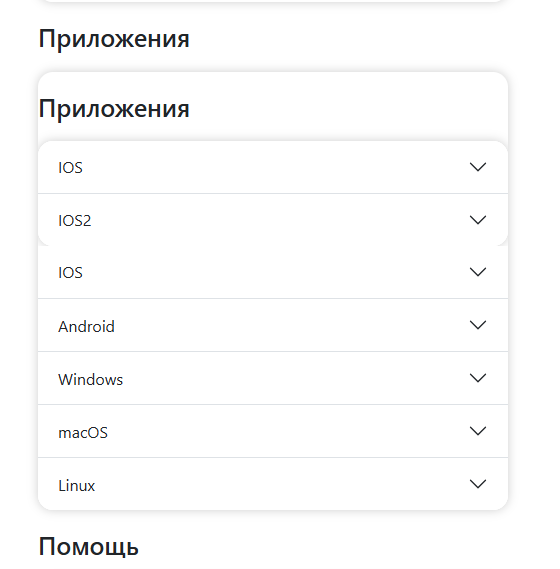 Приложения
Приложения
IOS
IOS2
IOS
Android
Windows
macOS
Linux
Помощь